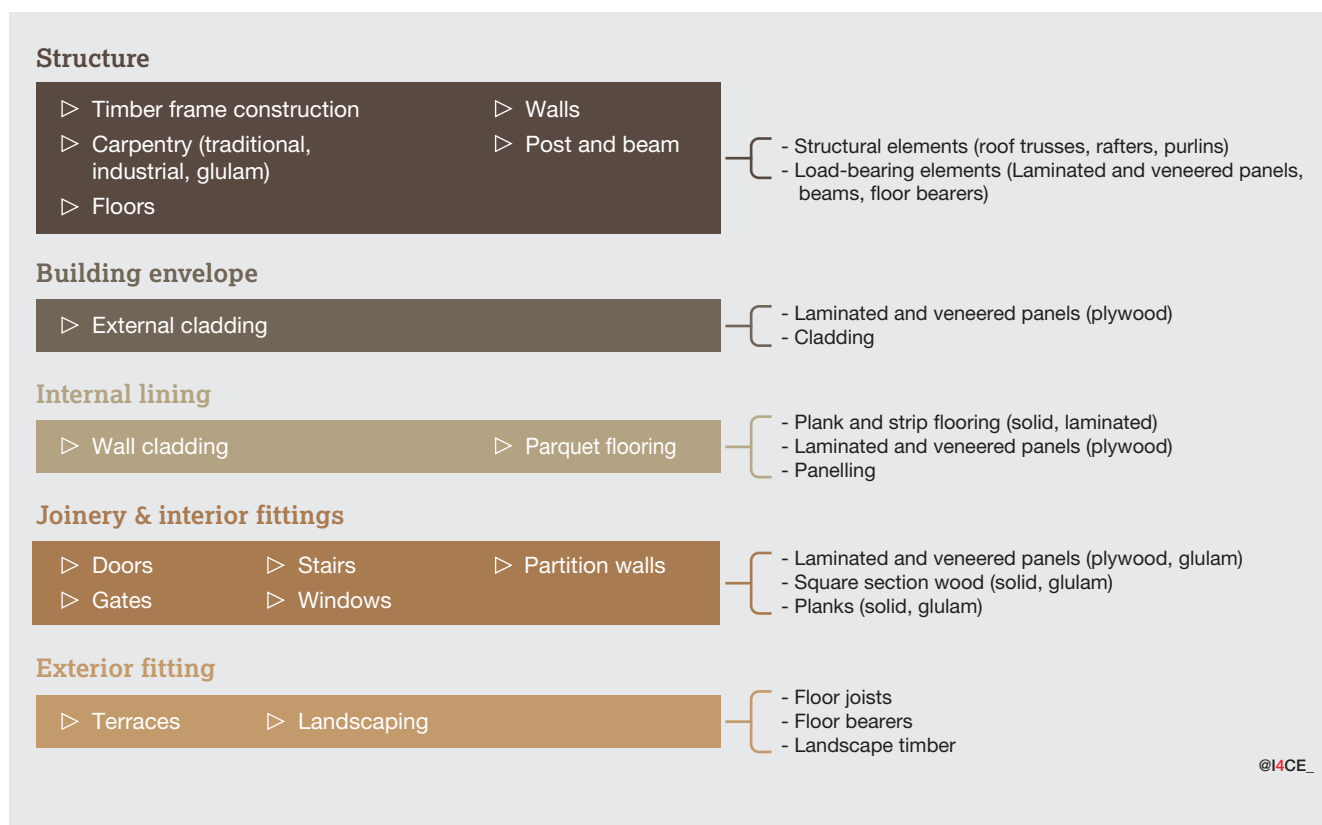 Structure
▷ Timber frame construction
▷ Carpentry (traditional,
industrial, glulam)
▷ Floors
▷ Walls
▷ Post and beam
- Structural elements (roof trusses, rafters, purlins)
- Load-bearing elements (Laminated and veneered panels,
beams, floor bearers)
Building envelope
▷ External cladding
- Laminated and veneered panels (plywood)
- Cladding
Internal lining
▷ Wall cladding
▷ Parquet flooring
- Plank and strip flooring (solid, laminated)
- Laminated and veneered panels (plywood)
- Panelling
Joinery & interior fittings
▷ Doors
▷ Gates
▷ Stairs
▷ Windows
▷ Partition walls
- Laminated and veneered panels (plywood, glulam)
- Square section wood (solid, glulam)
- Planks (solid, glulam)
Exterior fitting
▷ Terraces
▷ Landscaping
- Floor joists
- Floor bearers
- Landscape timber
@I4CE_